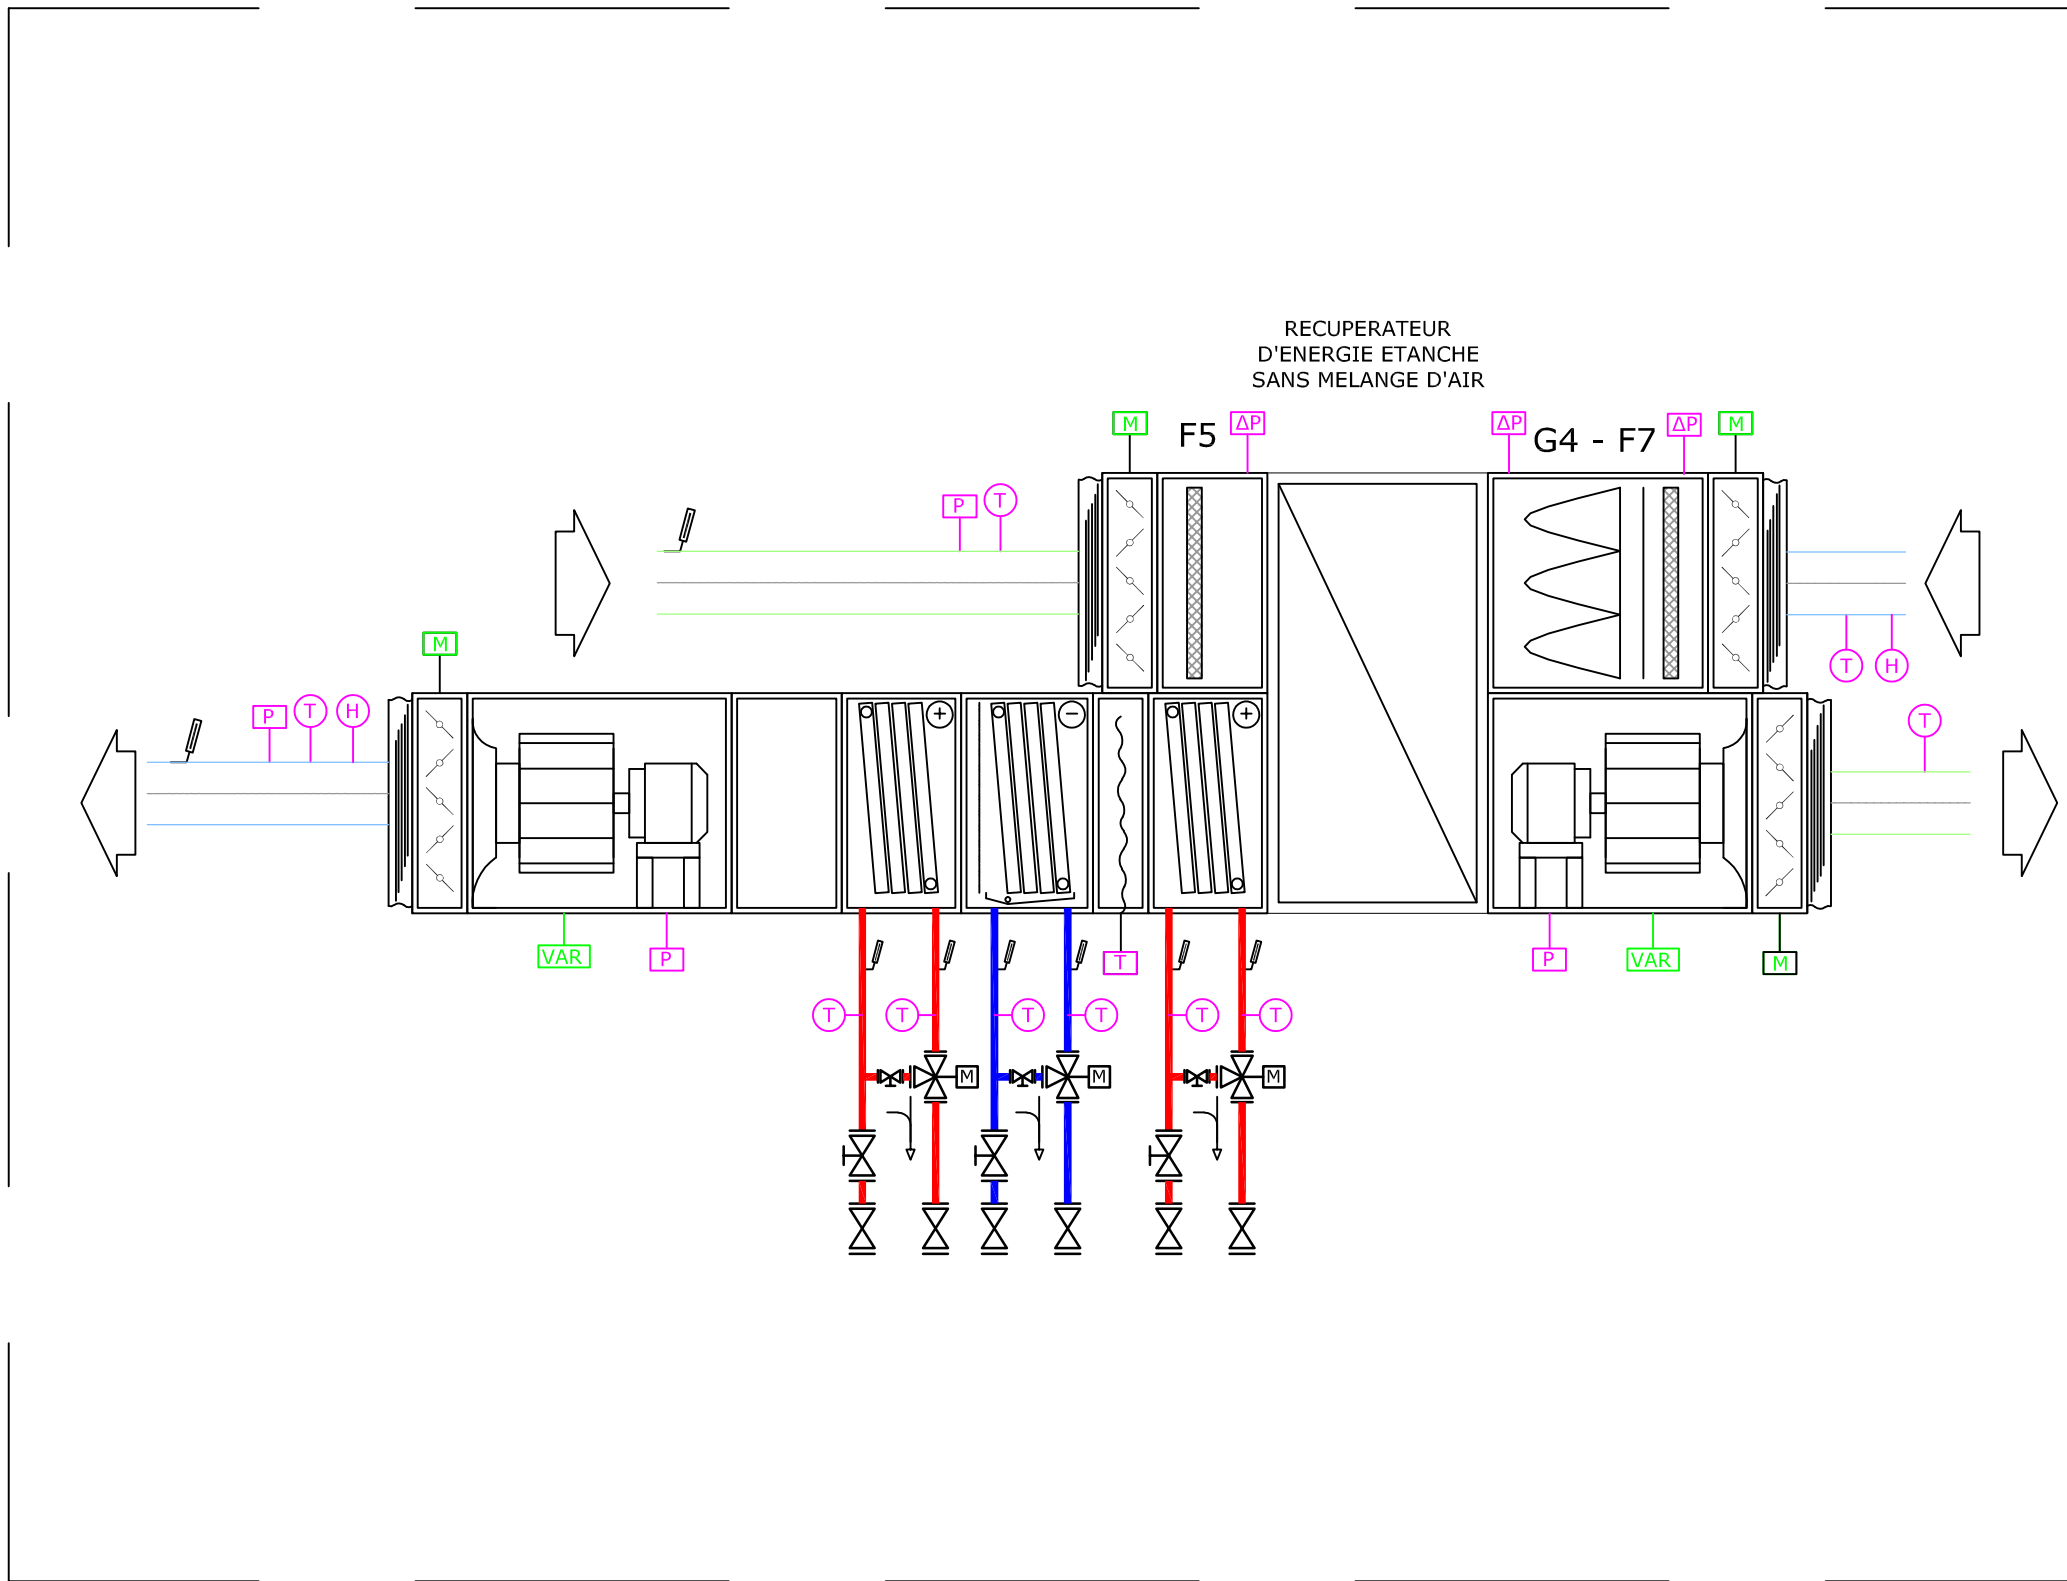 RECUPERATEUR
D'ENERGIE ETANCHE
SANS MELANGE D'AIR
M F5 ΔP ΔP G4 - F7 ΔP M
P T
M
T H
P T H
T
VAR P T P VAR M
T T T T T T
M M M